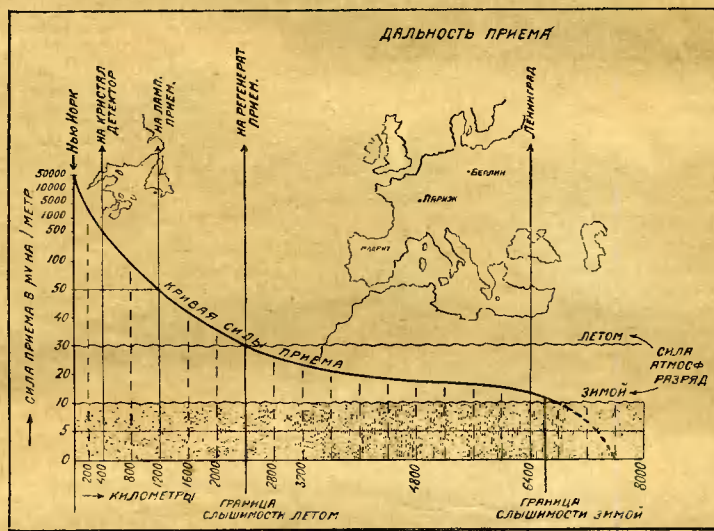 ДАЛЬНОСТЬ ПРИЕМА
НЬЮ ЙОРК
НА КРИСТАЛ
ДЕТЕКТОР
НА ЛАМП.
ПРИЕМ.
НА РЕГЕНЕРАТ
ПРИЕМ.
ЛЕНИНГРАД
СИЛА ПРИЕМА В МV НА / МЕТР
50000
10000
5000
1000
500
100
50
40
30
20
10
5
0
БЕРЛИН
ПАРИЖ
МАДРИТ
КРИВАЯ СИЛЫ ПРИЕМА
ЛЕТОМ
СИЛА
АТМОСФ
РАЗРЯД
ЗИМОЙ
200
400
800
1200
1600
2000
2800
3200
4800
6400
8000
КИЛОМЕТРЫ
ГРАНИЦА
СЛЫШИМОСТИ ЛЕТОМ
ГРАНИЦА
СЛЫШИМОСТИ ЗИМОЙ